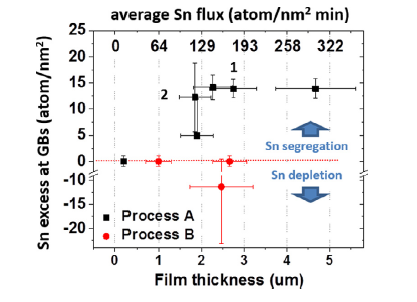 average Sn flux (atom/nm² min)
0 64 129 193 258 322
Sn excess at GBs (atom/nm²)
25
20
15
10
5
0
-10
-15
-20
1
2
Sn segregation
Sn depletion
Process A
Process B
0 1 2 3 4 5
Film thickness (um)